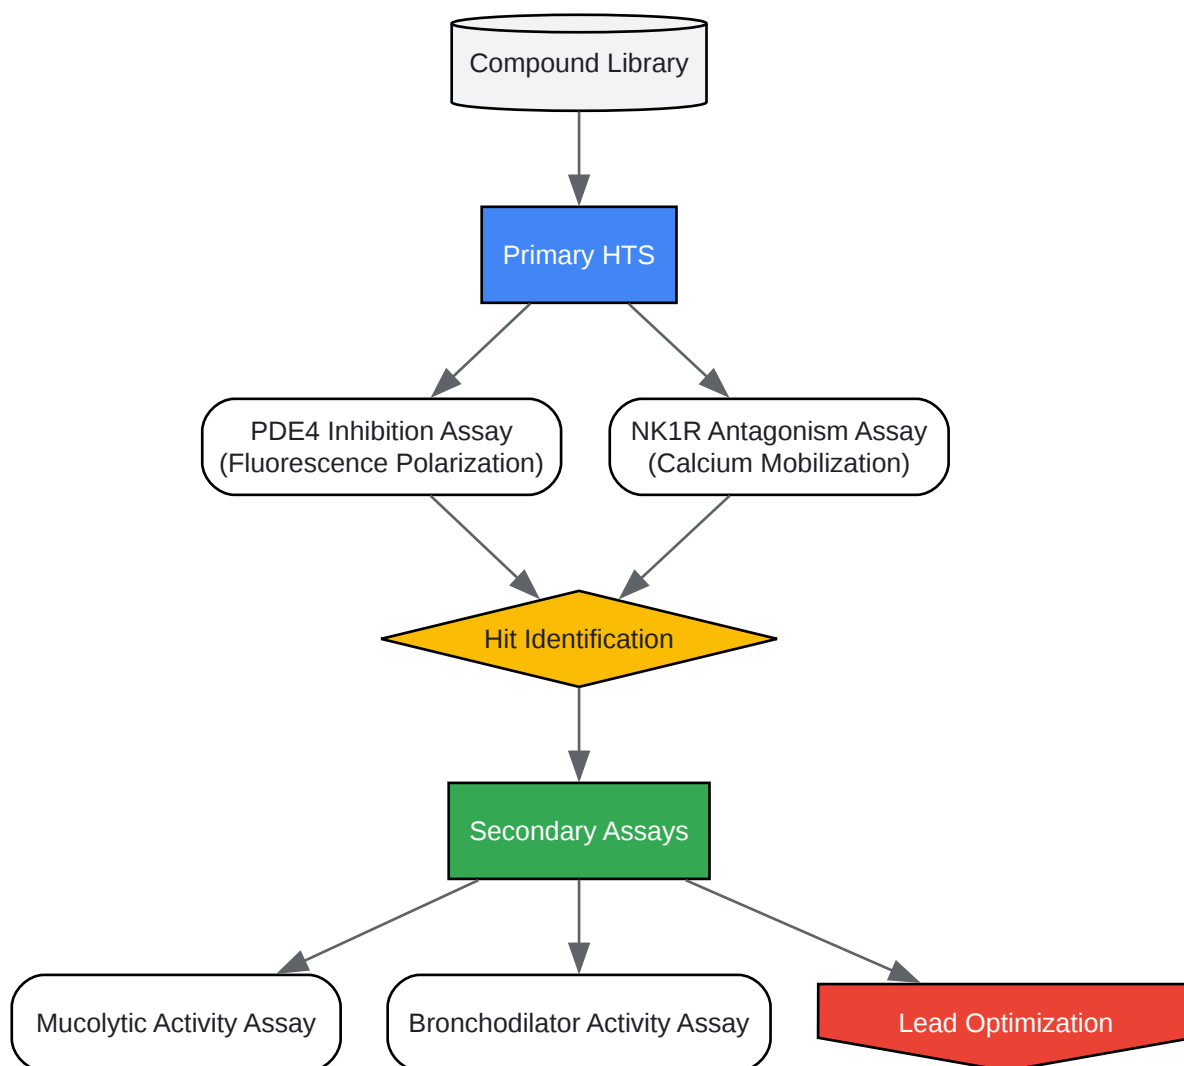 Compound Library
Primary HTS
PDE4 Inhibition Assay
(Fluorescence Polarization)
NK1R Antagonism Assay
(Calcium Mobilization)
Hit Identification
Secondary Assays
Mucolytic Activity Assay
Bronchodilator Activity Assay
Lead Optimization